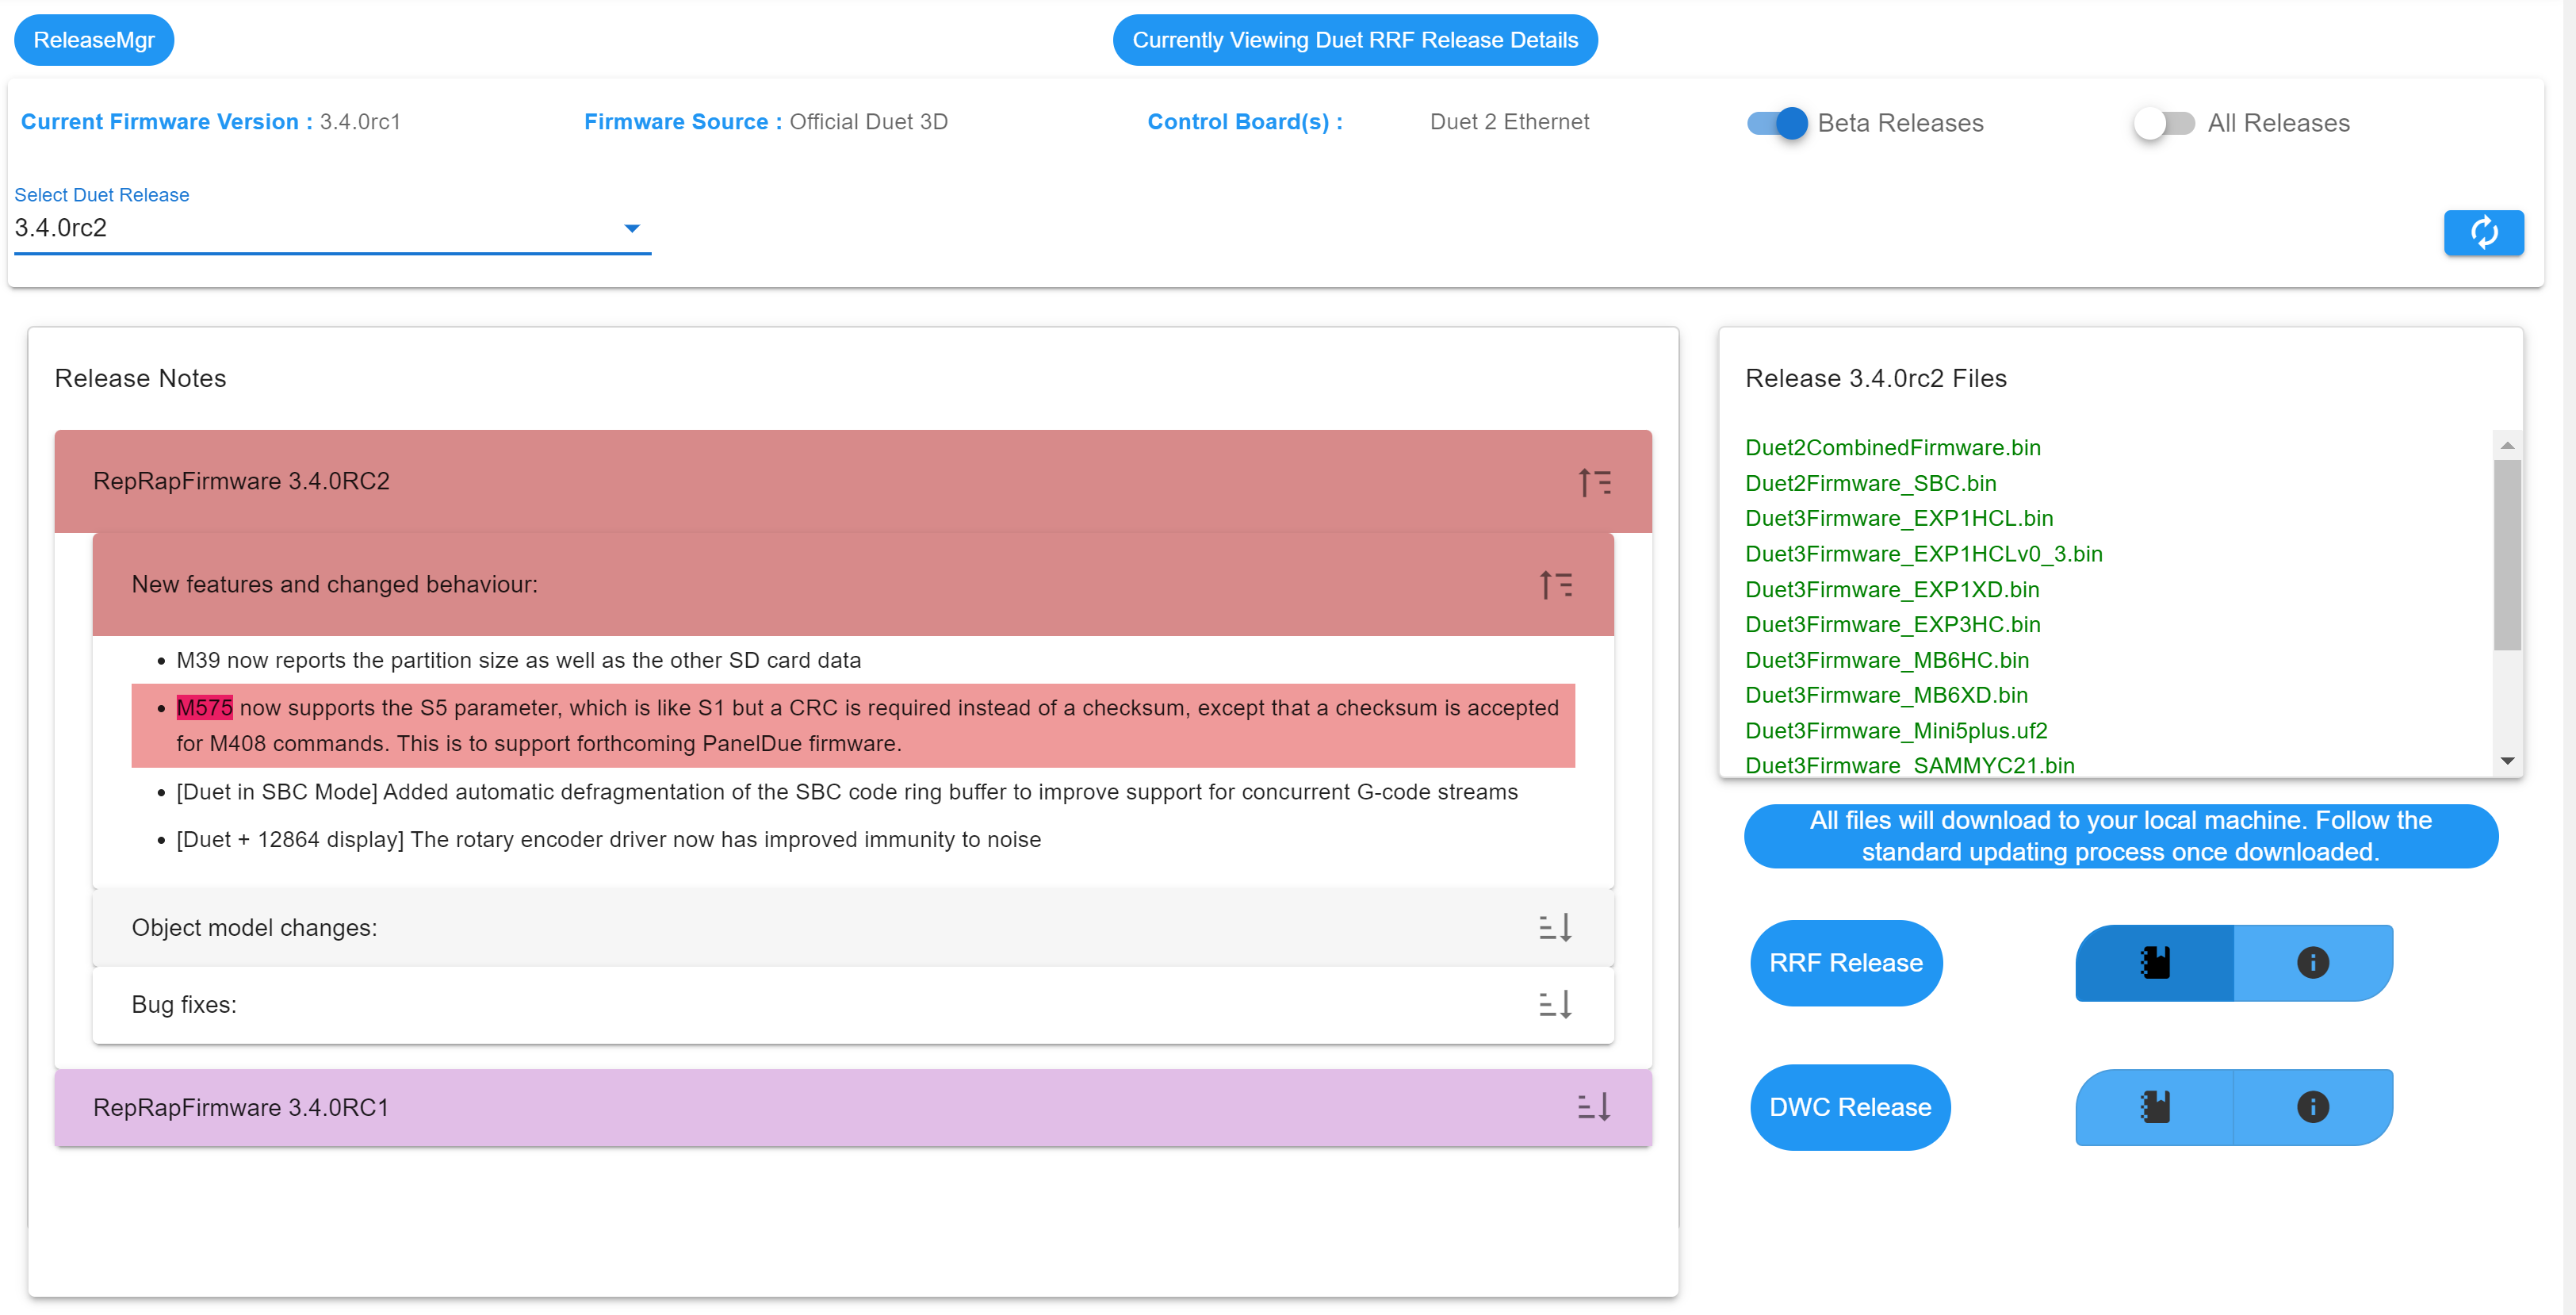 ReleaseMgr
Currently Viewing Duet RRF Release Details
Current Firmware Version : 3.4.0rc1
Firmware Source : Official Duet 3D
Control Board(s) :
Duet 2 Ethernet
Beta Releases
All Releases
Select Duet Release
3.4.0rc2
Release Notes
RepRapFirmware 3.4.0RC2
New features and changed behaviour:
M39 now reports the partition size as well as the other SD card data
M575 now supports the S5 parameter, which is like S1 but a CRC is required instead of a checksum, except that a checksum is accepted
for M408 commands. This is to support forthcoming PanelDue firmware.
[Duet in SBC Mode] Added automatic defragmentation of the SBC code ring buffer to improve support for concurrent G-code streams
[Duet + 12864 display] The rotary encoder driver now has improved immunity to noise
Object model changes:
Bug fixes:
RepRapFirmware 3.4.0RC1
Release 3.4.0rc2 Files
Duet2CombinedFirmware.bin
Duet2Firmware_SBC.bin
Duet3Firmware_EXP1HCL.bin
Duet3Firmware_EXP1HCLv0_3.bin
Duet3Firmware_EXP1XD.bin
Duet3Firmware_EXP3HC.bin
Duet3Firmware_MB6HC.bin
Duet3Firmware_MB6XD.bin
Duet3Firmware_Mini5plus.uf2
Duet3Firmware_SAMMYC21.bin
All files will download to your local machine. Follow the
standard updating process once downloaded.
RRF Release
DWC Release